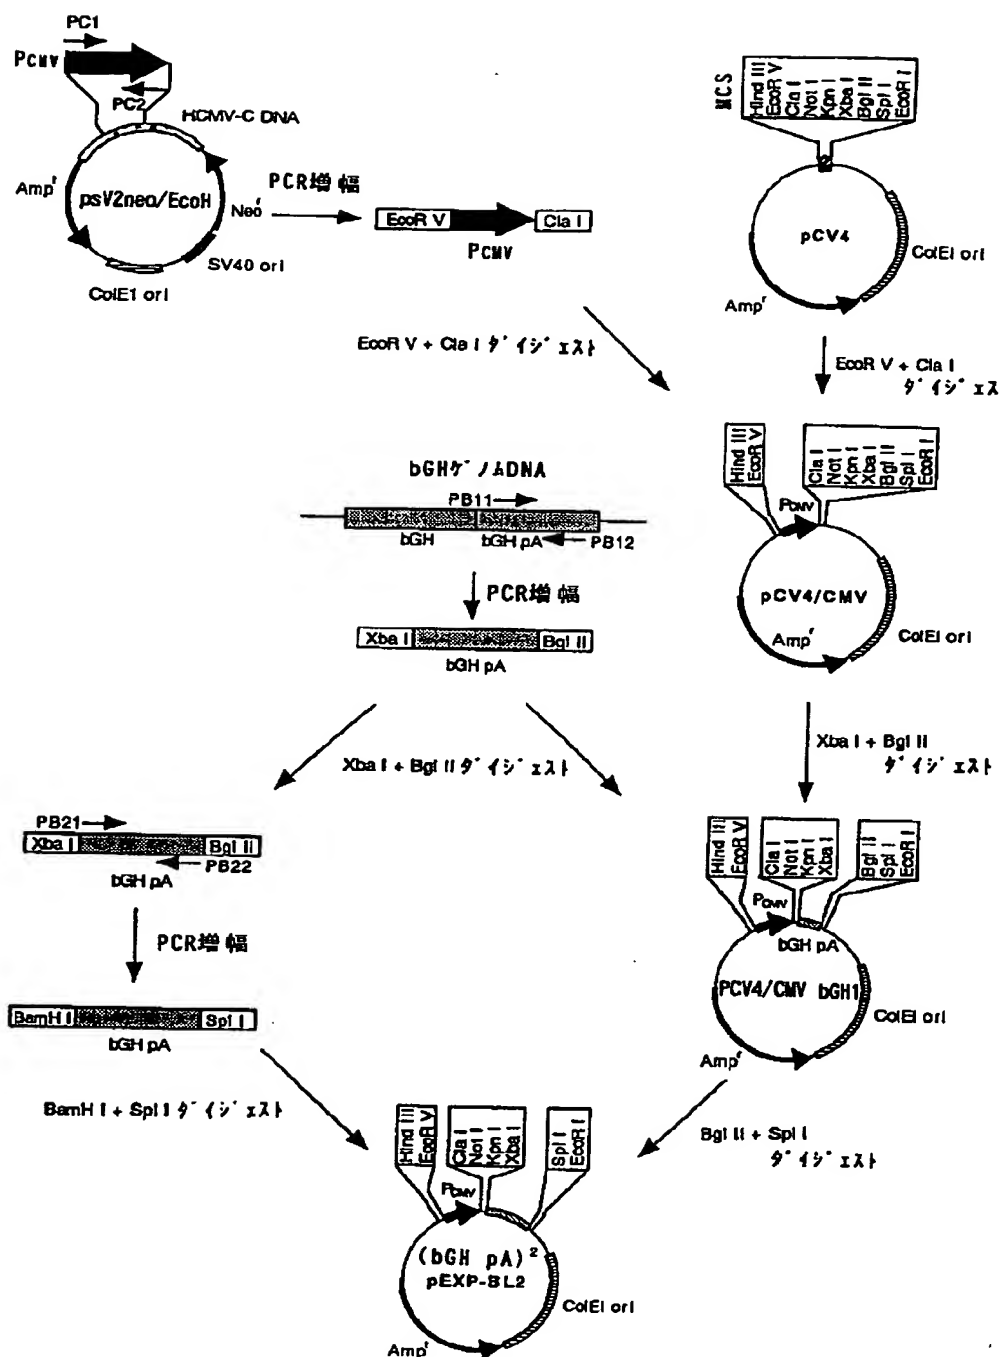 PC1
PCMV
PC2
HCMV-C DNA
Ampʳ
psV2neo/EcoH
Neoʳ
SV40 ori
ColE1 ori
PCR増幅
EcoR V
Cla I
PCMV
MCS
Hind III
EcoR V
Cla I
Not I
Kpn I
Xba I
Bgl II
Spl I
EcoR I
pCV4
ColEI ori
Ampʳ
EcoR V + Cla I ダイジェスト
EcoR V + Cla I
ダイジェス
Hind III
EcoR V
Cla I
Not I
Kpn I
Xba I
Bgl II
Spl I
EcoR I
PCMV
pCV4/CMV
Ampʳ
ColEI ori
bGHゲノムDNA
PB11
bGH
bGH pA
PB12
PCR増幅
Xba I
Bgl II
bGH pA
Xba I + Bgl II ダイジェスト
Xba I + Bgl II
ダイジェスト
PB21
Xba I
Bgl II
PB22
bGH pA
PCR増幅
BamH I
Spl I
bGH pA
Hind III
EcoR V
Cla I
Not I
Kpn I
Xba I
Bgl II
Spl I
EcoR I
PCMV
bGH pA
PCV4/CMV bGH1
ColEI ori
Ampʳ
BamH I + Spl I ダイジェスト
Bgl II + Spl I
ダイジェスト
Hind III
EcoR V
Cla I
Not I
Kpn I
Xba I
Spl I
EcoR I
PCMV
(bGH pA)²
pEXP-BL2
ColEI ori
Ampʳ